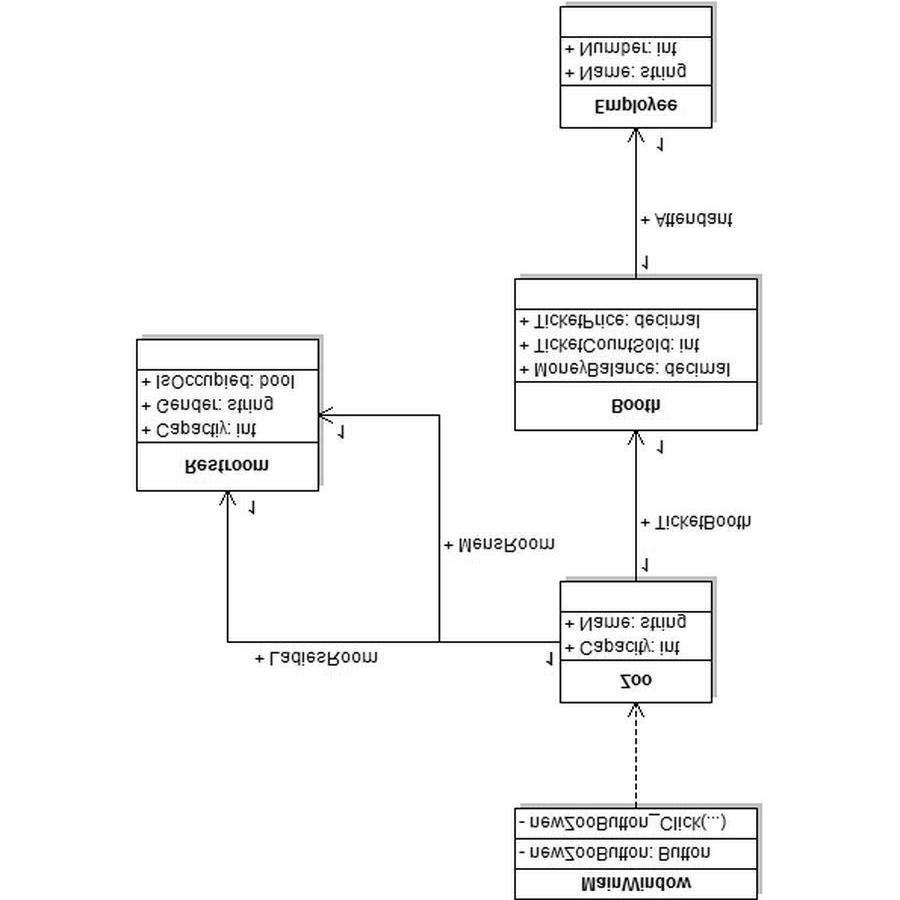 MainWindow
- newZooButton: Button
- newZooButton_Click(...)
Zoo
+ Capacity: int
+ Name: string
1
+ LadiesRoom
1
+ MensRoom
+ TicketBooth
1
1
1
Restroom
+ Capactiy: int
+ Gender: string
+ IsOccupied: bool
Booth
+ MoneyBalance: decimal
+ TicketCountSold: int
+ TicketPrice: decimal
1
+ Attendant
1
Employee
+ Name: string
+ Number: int